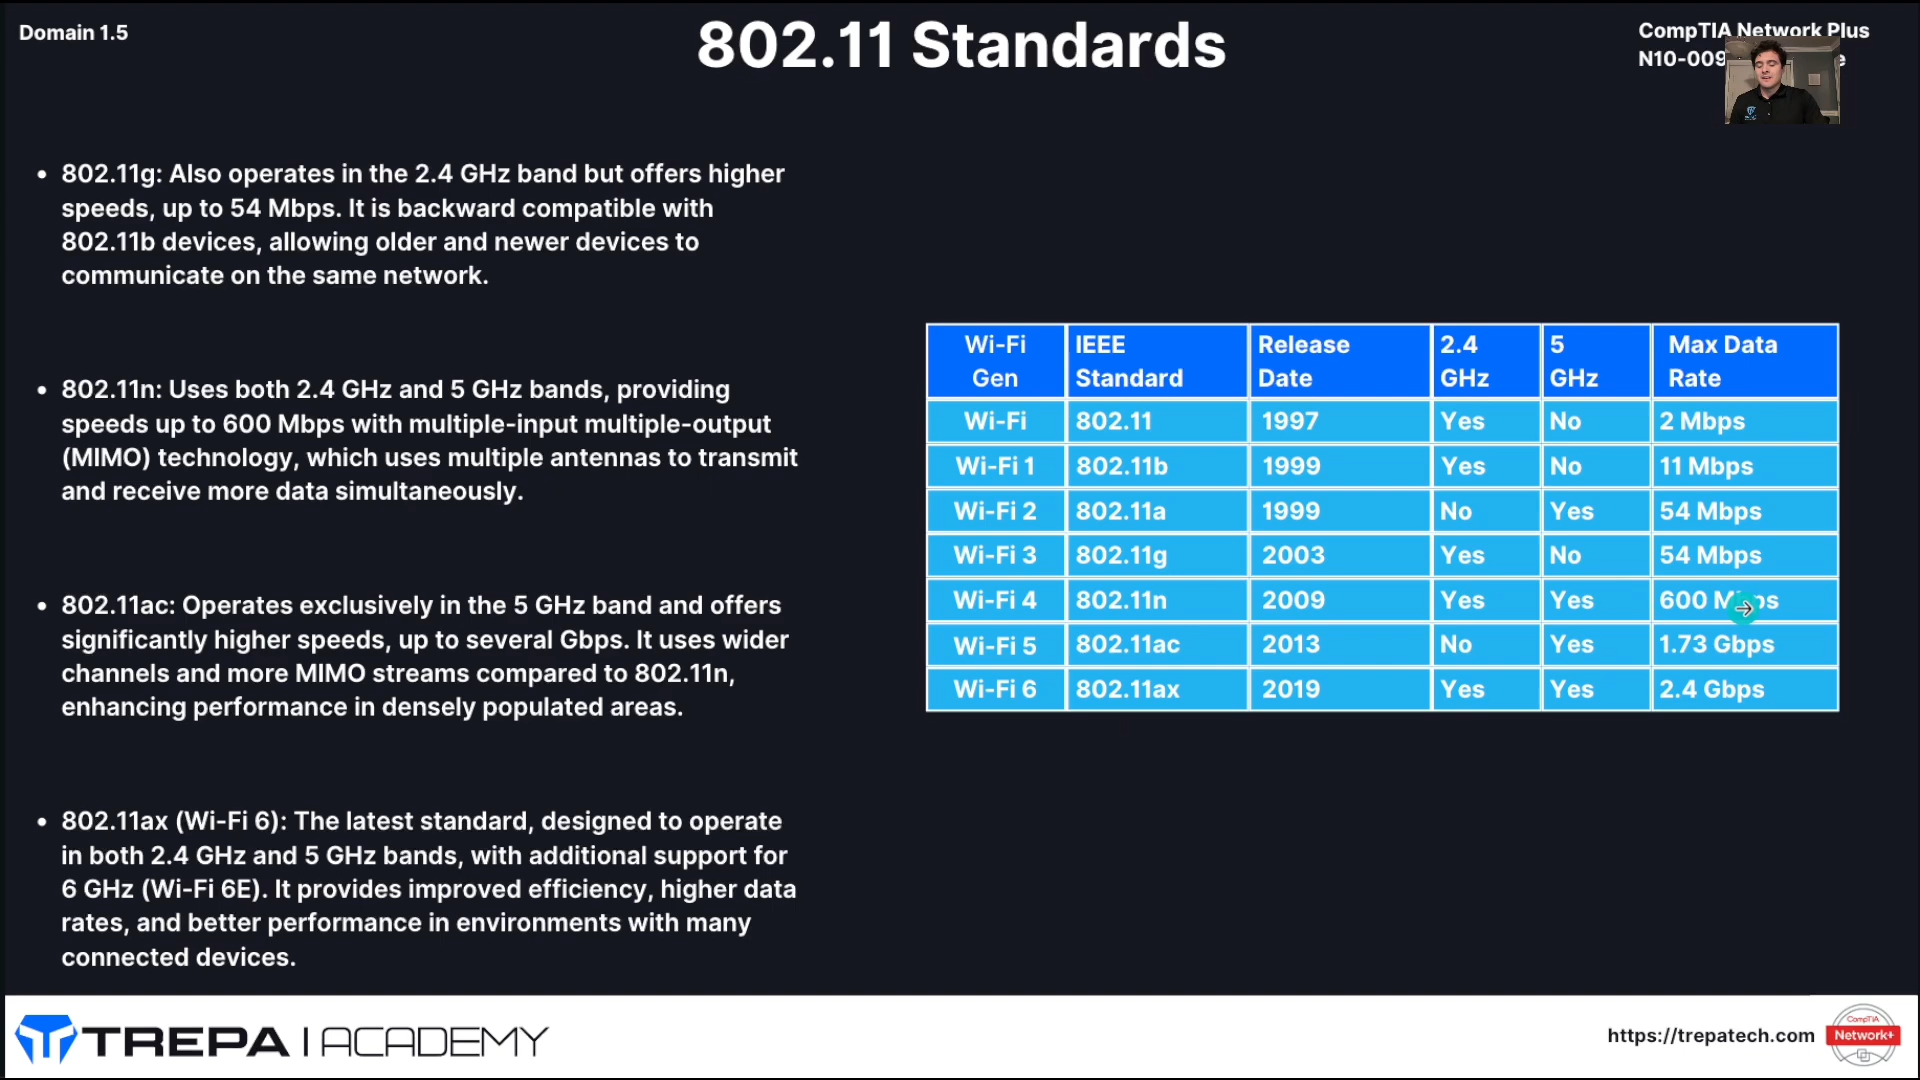 Domain 1.5
802.11 Standards
CompTIA Network Plus
N10-009
• 802.11g: Also operates in the 2.4 GHz band but offers higher
speeds, up to 54 Mbps. It is backward compatible with
802.11b devices, allowing older and newer devices to
communicate on the same network.
• 802.11n: Uses both 2.4 GHz and 5 GHz bands, providing
speeds up to 600 Mbps with multiple-input multiple-output
(MIMO) technology, which uses multiple antennas to transmit
and receive more data simultaneously.
• 802.11ac: Operates exclusively in the 5 GHz band and offers
significantly higher speeds, up to several Gbps. It uses wider
channels and more MIMO streams compared to 802.11n,
enhancing performance in densely populated areas.
• 802.11ax (Wi-Fi 6): The latest standard, designed to operate
in both 2.4 GHz and 5 GHz bands, with additional support for
6 GHz (Wi-Fi 6E). It provides improved efficiency, higher data
rates, and better performance in environments with many
connected devices.
Wi-Fi Gen IEEE Standard Release Date 2.4 GHz 5 GHz Max Data Rate
Wi-Fi 802.11 1997 Yes No 2 Mbps
Wi-Fi 1 802.11b 1999 Yes No 11 Mbps
Wi-Fi 2 802.11a 1999 No Yes 54 Mbps
Wi-Fi 3 802.11g 2003 Yes No 54 Mbps
Wi-Fi 4 802.11n 2009 Yes Yes 600 Mbps
Wi-Fi 5 802.11ac 2013 No Yes 1.73 Gbps
Wi-Fi 6 802.11ax 2019 Yes Yes 2.4 Gbps
TREPA | ACADEMY
https://trepatech.com
CompTIA
Network+